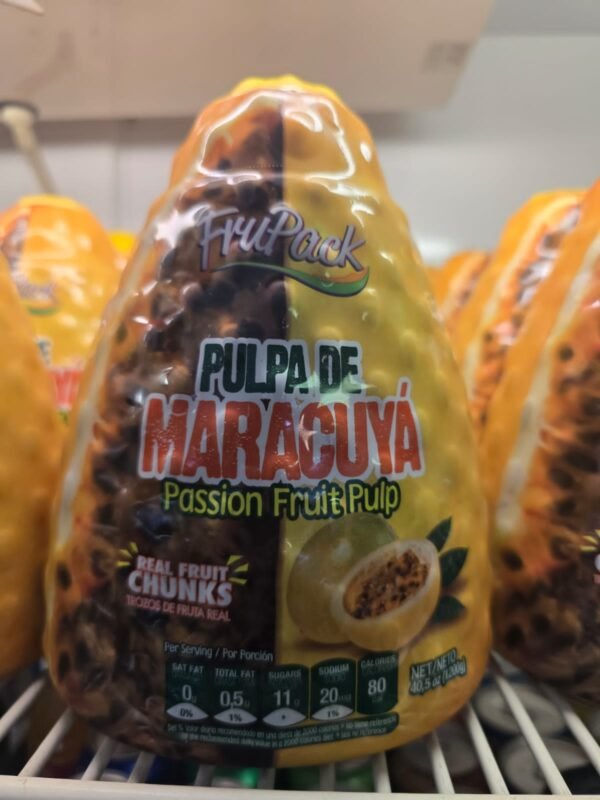 FruPack
PULPA DE
MARACUYÁ
Passion Fruit Pulp
REAL FRUIT
CHUNKS
TROZOS DE FRUTA REAL
Per Serving / Por Porción
SAT FAT TOTAL FAT SUGARS SODIUM CALORIES
0g 0,5g 11g 20mg 80
0% 1% + 1%
NET/NETO
40,5 oz (1,200g)